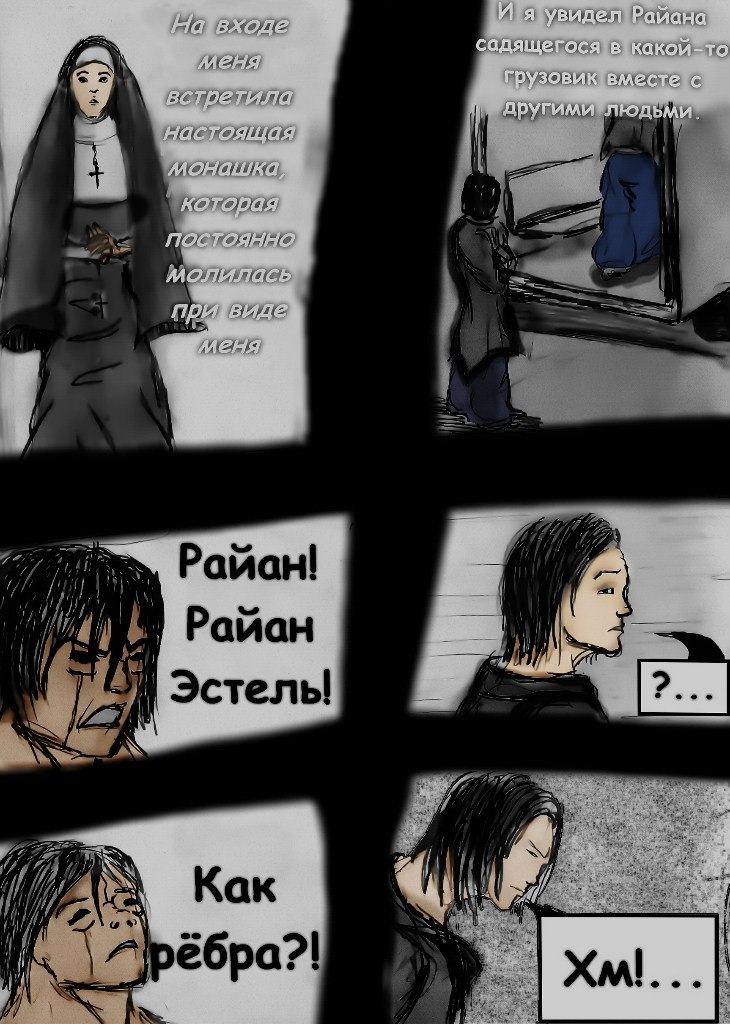 На входе
меня
встретила
настоящая
монашка,
которая
постоянно
молилась
при виде
меня
И я увидел Райана
садящегося в какой-то
грузовик вместе с
другими людьми.
Райан!
Райан
Эстель!
?...
Как
рёбра?!
Хм!...